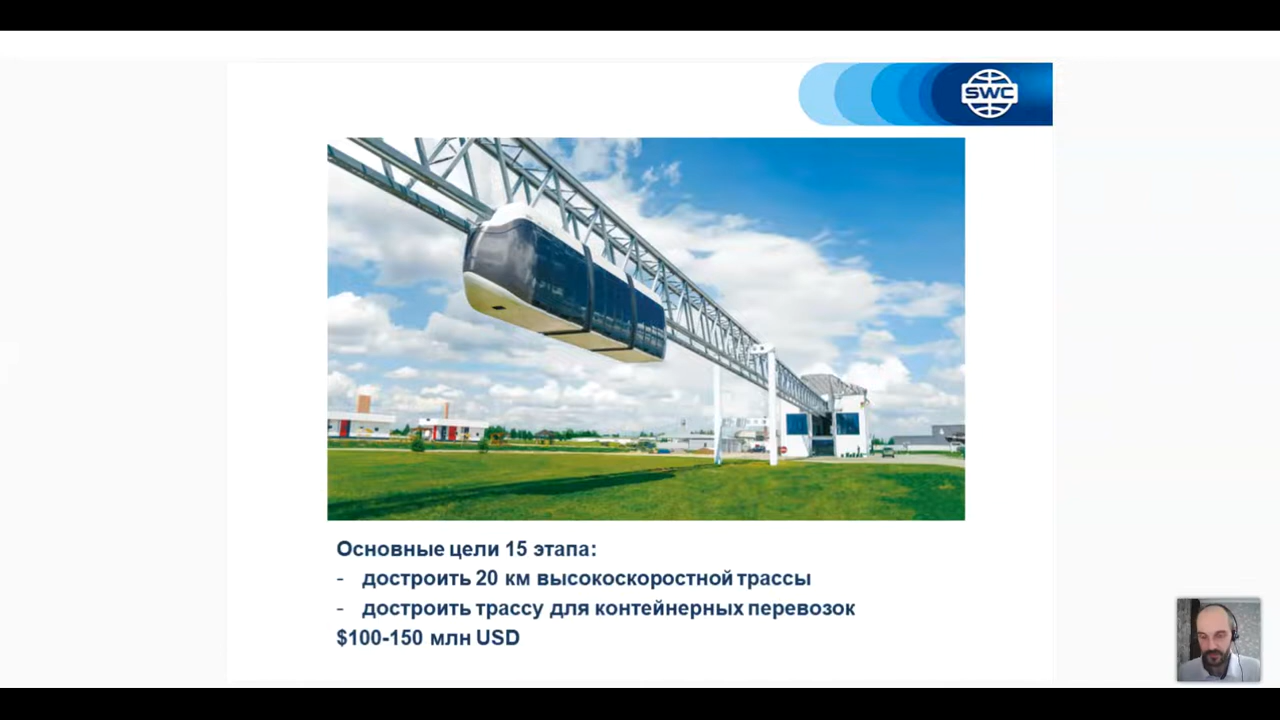 SWC
Основные цели 15 этапа:
- достроить 20 км высокоскоростной трассы
- достроить трассу для контейнерных перевозок
$100-150 млн USD